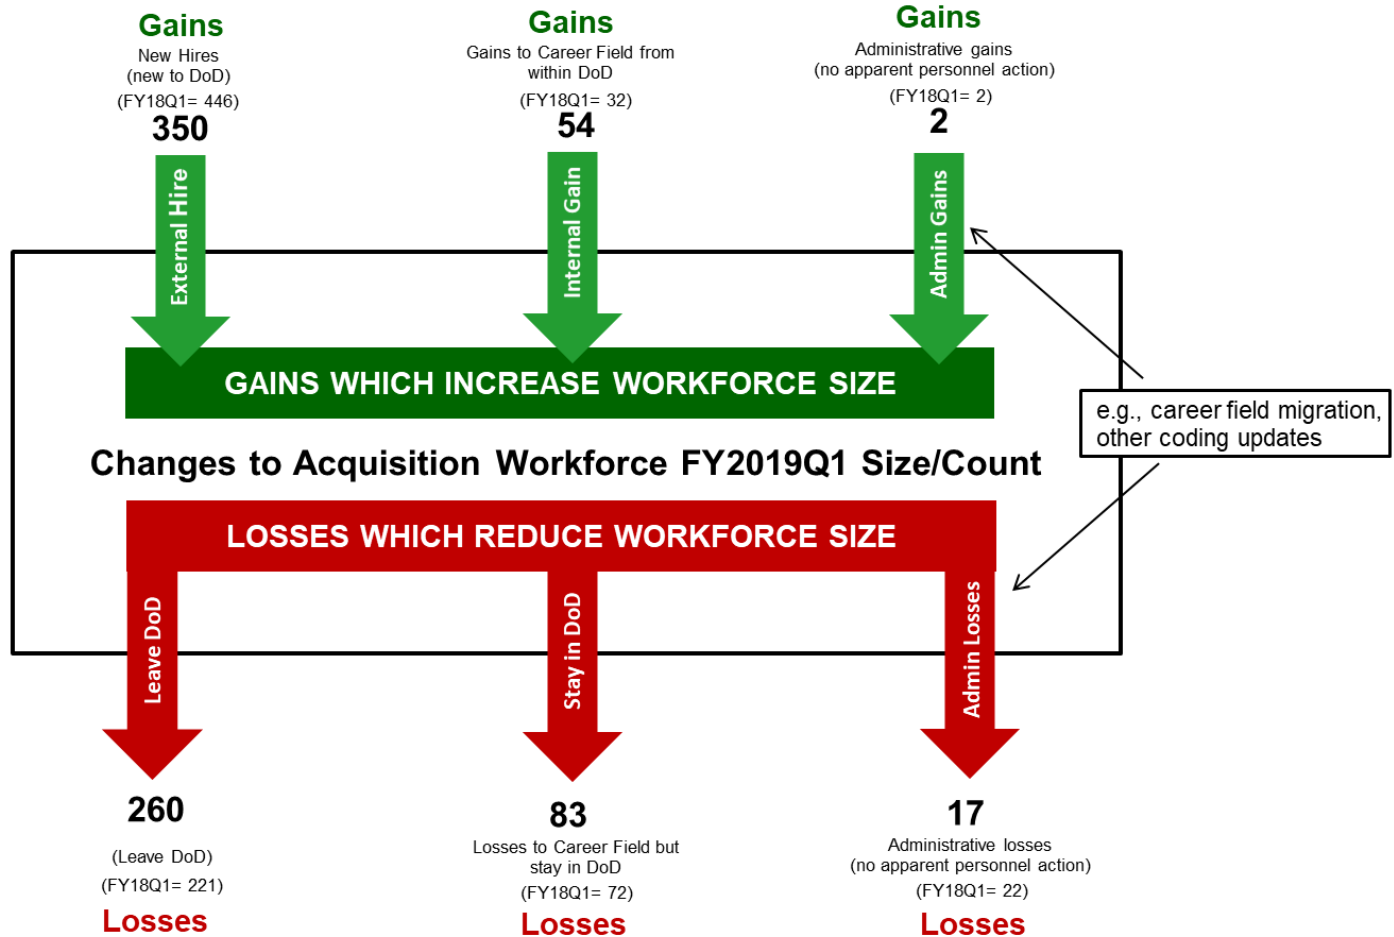 Gains
New Hires
(new to DoD)
(FY18Q1= 446)
350
External Hire
Gains
Gains to Career Field from
within DoD
(FY18Q1= 32)
54
Internal Gain
Gains
Administrative gains
(no apparent personnel action)
(FY18Q1= 2)
2
Admin Gains
GAINS WHICH INCREASE WORKFORCE SIZE
e.g., career field migration,
other coding updates
Changes to Acquisition Workforce FY2019Q1 Size/Count
LOSSES WHICH REDUCE WORKFORCE SIZE
Leave DoD
260
(Leave DoD)
(FY18Q1= 221)
Losses
Stay in DoD
83
Losses to Career Field but
stay in DoD
(FY18Q1= 72)
Losses
Admin Losses
17
Administrative losses
(no apparent personnel action)
(FY18Q1= 22)
Losses